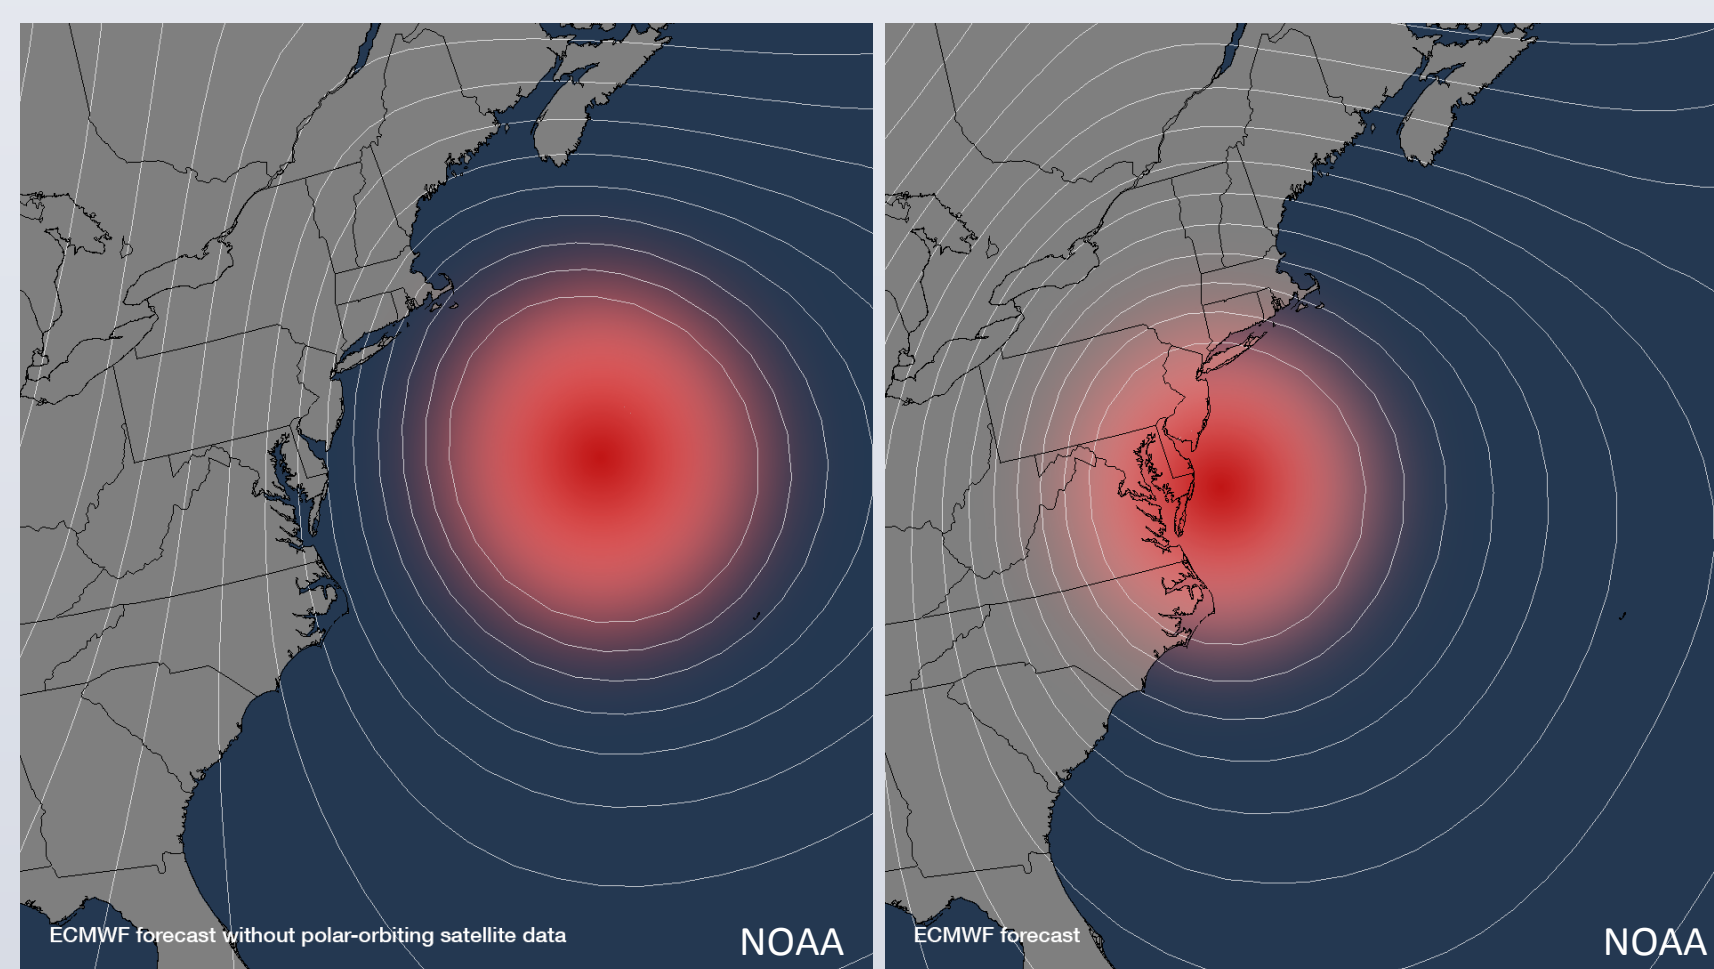 ECMWF forecast without polar-orbiting satellite data
NOAA
ECMWF forecast
NOAA